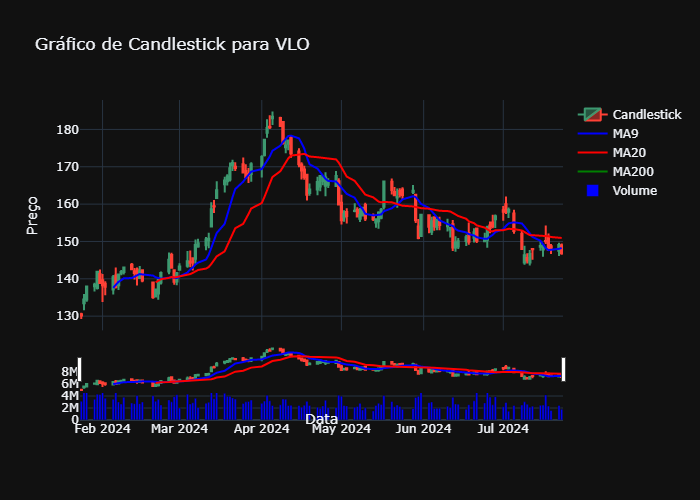 Gráfico de Candlestick para VLO
Candlestick
MA9
MA20
MA200
Volume
Preço
180
170
160
150
140
130
8M
6M
4M
2M
0
Data
Feb 2024
Mar 2024
Apr 2024
May 2024
Jun 2024
Jul 2024